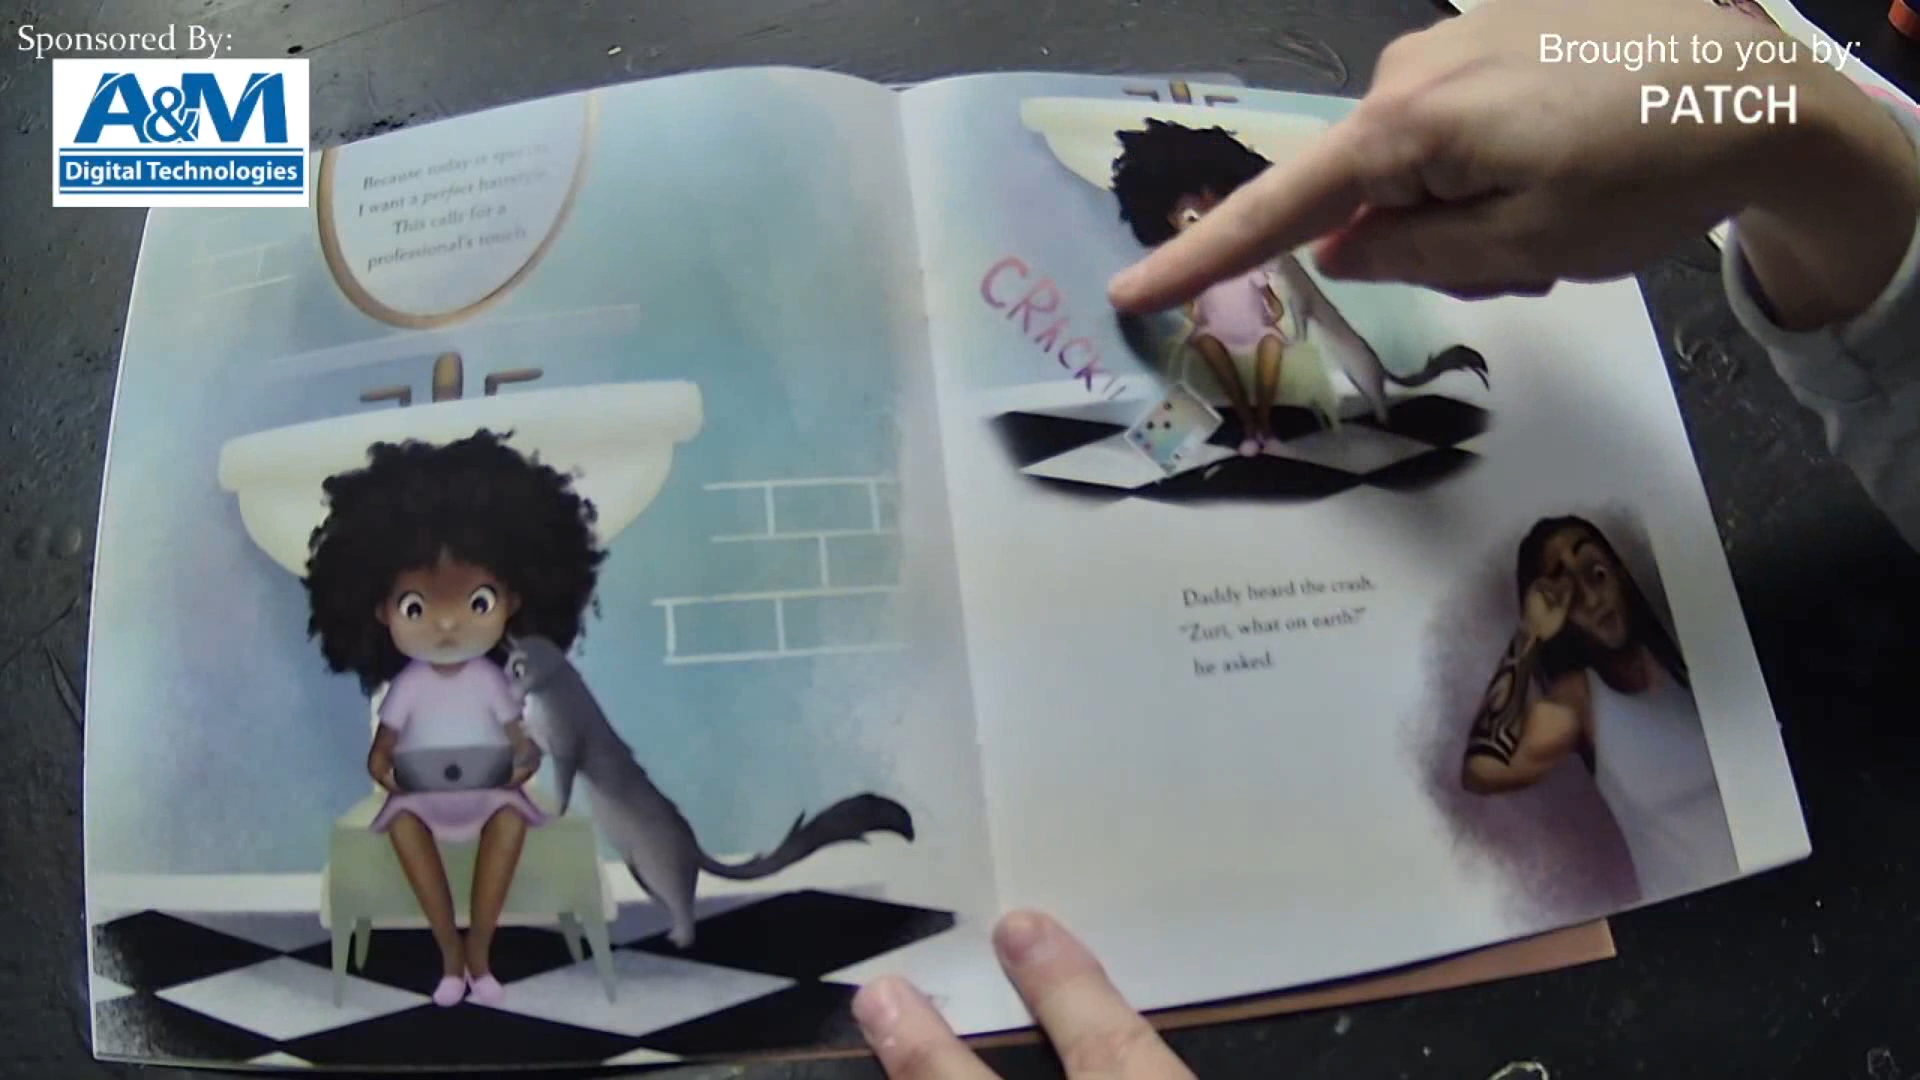 Sponsored By:
A&M
Digital Technologies
Brought to you by:
PATCH
Because today is special,
I want a perfect hairstyle.
This calls for a
professional's touch.
CRACK!!
Daddy heard the crash.
"Zuri, what on earth?"
he asked.